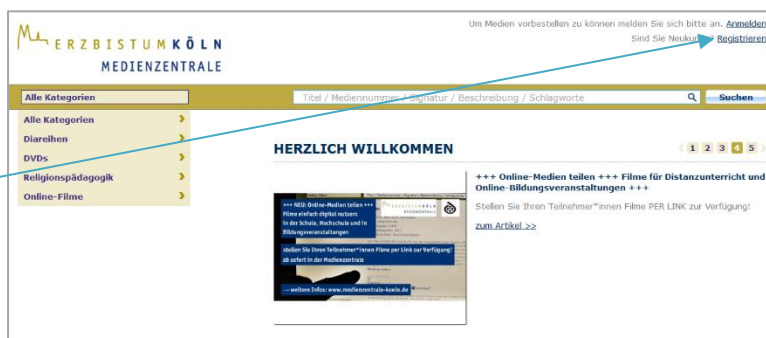 Um Medien vorbestellen zu können melden Sie sich bitte an. Anmelden
Sind Sie Neukunde? Registrieren
ERZBISTUM KÖLN
MEDIENZENTRALE
Alle Kategorien
Titel / Mediennummer / Signatur / Beschreibung / Schlagworte
Suchen
Alle Kategorien
Diareihen
DVDs
Religionspädagogik
Online-Filme
HERZLICH WILLKOMMEN
1 2 3 4 5
+++ Online-Medien teilen +++ Filme für Distanzunterricht und
Online-Bildungsveranstaltungen +++
Stellen Sie Ihren Teilnehmer*innen Filme PER LINK zur Verfügung!
zum Artikel >>
+++ NEU: Online-Medien teilen +++
Filme einfach digital nutzen:
in der Schule, Hochschule und in
Bildungsveranstaltungen
ERZBISTUM KÖLN
MEDIENZENTRALE
stellen Sie Ihren Teilnehmer*innen Filme per Link zur Verfügung!
ab sofort in der Medienzentrale
weitere Infos: www.medienzentrale-koeln.de